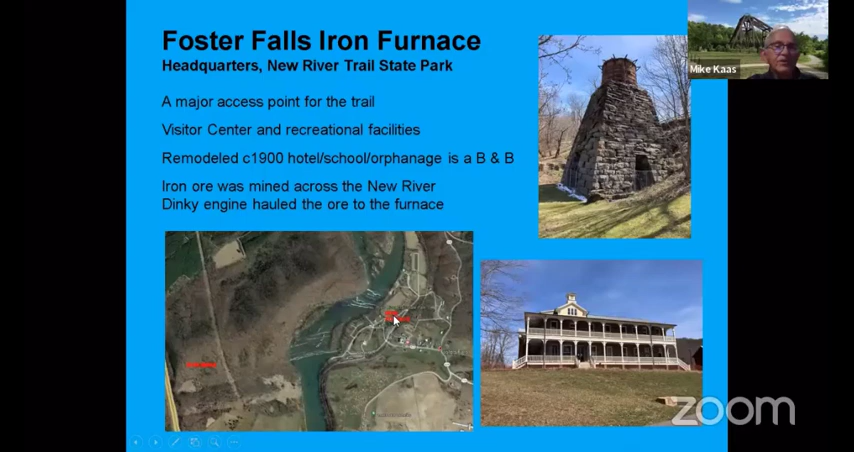 Foster Falls Iron Furnace
Headquarters, New River Trail State Park
A major access point for the trail
Visitor Center and recreational facilities
Remodeled c1900 hotel/school/orphanage is a B & B
Iron ore was mined across the New River
Dinky engine hauled the ore to the furnace
Mike Kaas
zoom